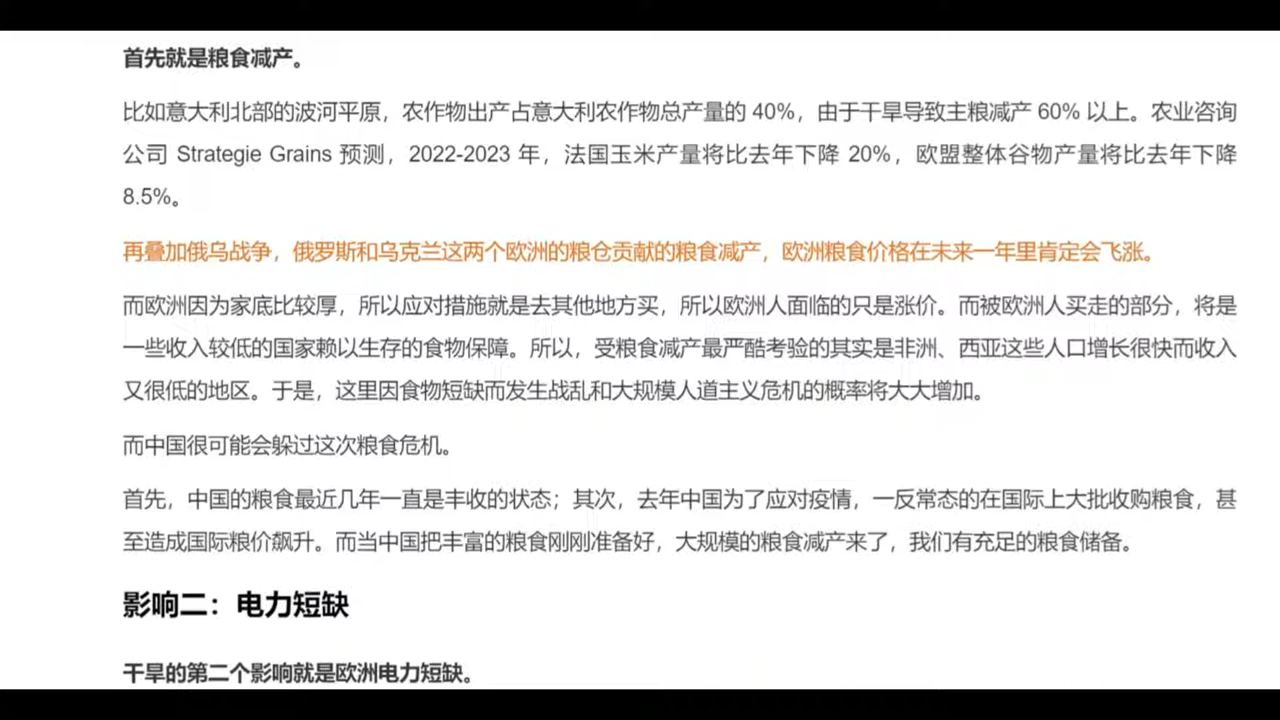 首先就是粮食减产。
比如意大利北部的波河平原，农作物出产占意大利农作物总产量的 40%，由于干旱导致主粮减产 60% 以上。农业咨询
公司 Strategie Grains 预测，2022-2023 年，法国玉米产量将比去年下降 20%，欧盟整体谷物产量将比去年下降
8.5%。
再叠加俄乌战争，俄罗斯和乌克兰这两个欧洲的粮仓贡献的粮食减产，欧洲粮食价格在未来一年里肯定会飞涨。
而欧洲因为家底比较厚，所以应对措施就是去其他地方买，所以欧洲人面临的只是涨价。而被欧洲人买走的部分，将是
一些收入较低的国家赖以生存的食物保障。所以，受粮食减产最严酷考验的其实是非洲、西亚这些人口增长很快而收入
又很低的地区。于是，这里因食物短缺而发生战乱和大规模人道主义危机的概率将大大增加。
而中国很可能会躲过这次粮食危机。
首先，中国的粮食最近几年一直是丰收的状态；其次，去年中国为了应对疫情，一反常态的在国际上大批收购粮食，甚
至造成国际粮价飙升。而当中国把丰富的粮食刚刚准备好，大规模的粮食减产来了，我们有充足的粮食储备。
影响二：电力短缺
干旱的第二个影响就是欧洲电力短缺。